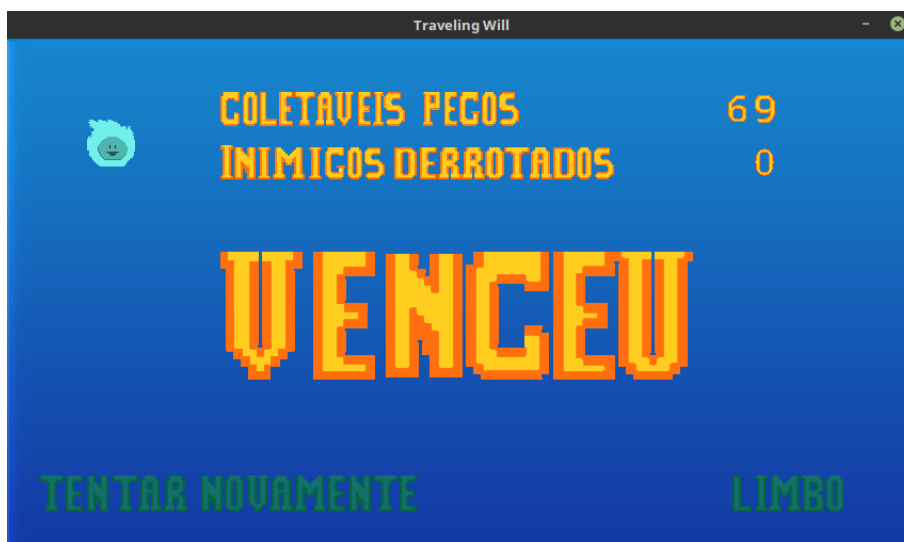 Traveling Will
COLETAVEIS PEGOS 69
INIMIGOS DERROTADOS 0
VENCEU
TENTAR NOVAMENTE LIMBO